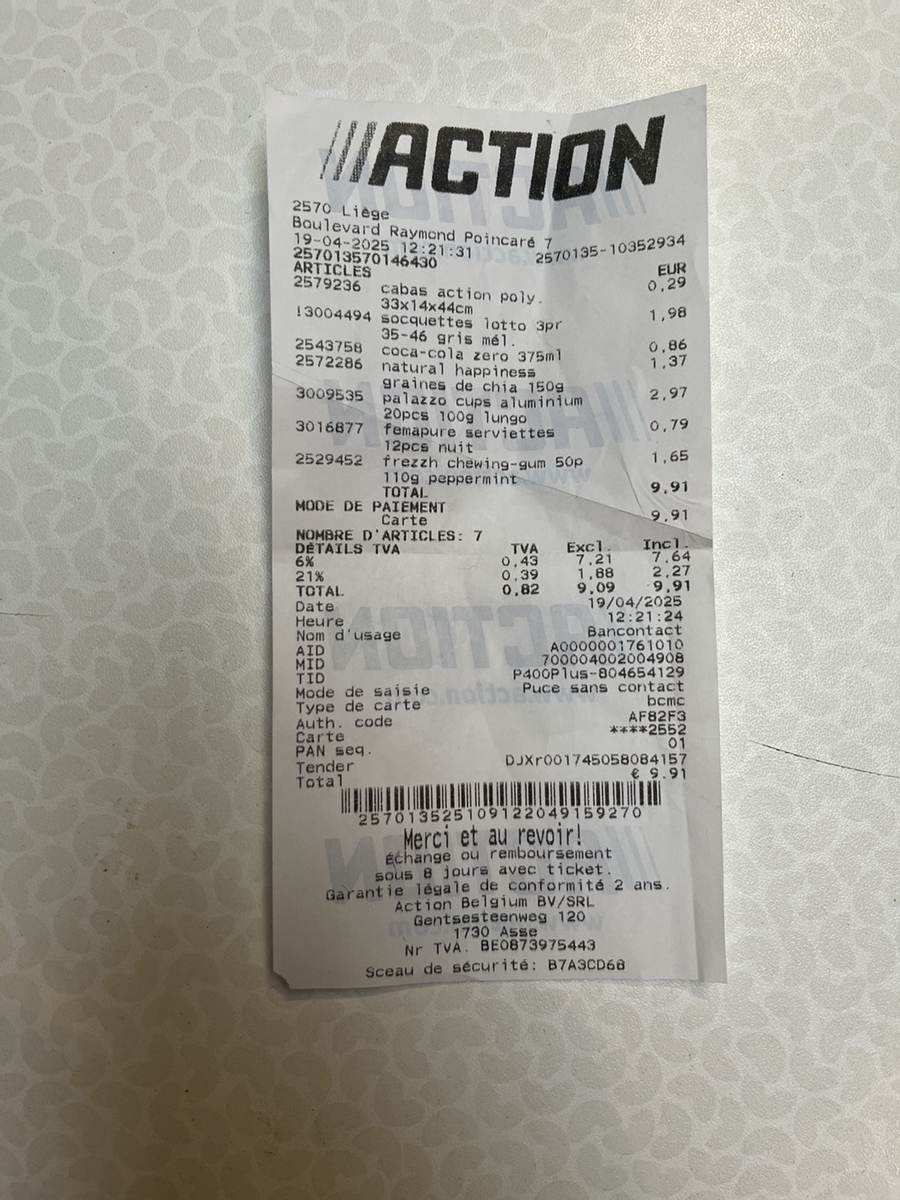 ACTION
2570 Liège
Boulevard Raymond Poincaré 7
19-04-2025 12:21:31 2570135-10352934
257013570146430
ARTICLES EUR
2579236 cabas action poly. 0,29
33x14x44cm
!3004494 socquettes lotto 3pr 1,98
35-46 gris mél.
2543758 coca-cola zero 375ml 0,86
2572286 natural happiness 1,37
graines de chia 150g
3009535 palazzo cups aluminium 2,97
20pcs 100g lungo
3016877 femapure serviettes 0,79
12pcs nuit
2529452 frezzh chewing-gum 50p 1,65
110g peppermint
TOTAL 9,91
MODE DE PAIEMENT
Carte 9,91
NOMBRE D'ARTICLES: 7
DÉTAILS TVA TVA Excl. Incl.
6% 0,43 7,21 7,64
21% 0,39 1,88 2,27
TOTAL 0,82 9,09 9,91
Date 19/04/2025
Heure 12:21:24
Nom d'usage Bancontact
AID A0000001761010
MID 700004002004908
TID P400Plus-804654129
Mode de saisie Puce sans contact
Type de carte bcmc
Auth. code AF82F3
Carte ****2552
PAN seq. 01
Tender DJXr001745058084157
Total € 9.91
257013525109122049159270
Merci et au revoir!
Échange ou remboursement
sous 8 jours avec ticket.
Garantie légale de conformité 2 ans.
Action Belgium BV/SRL
Gentsesteenweg 120
1730 Asse
Nr TVA. BE0873975443
Sceau de sécurité: B7A3CD68